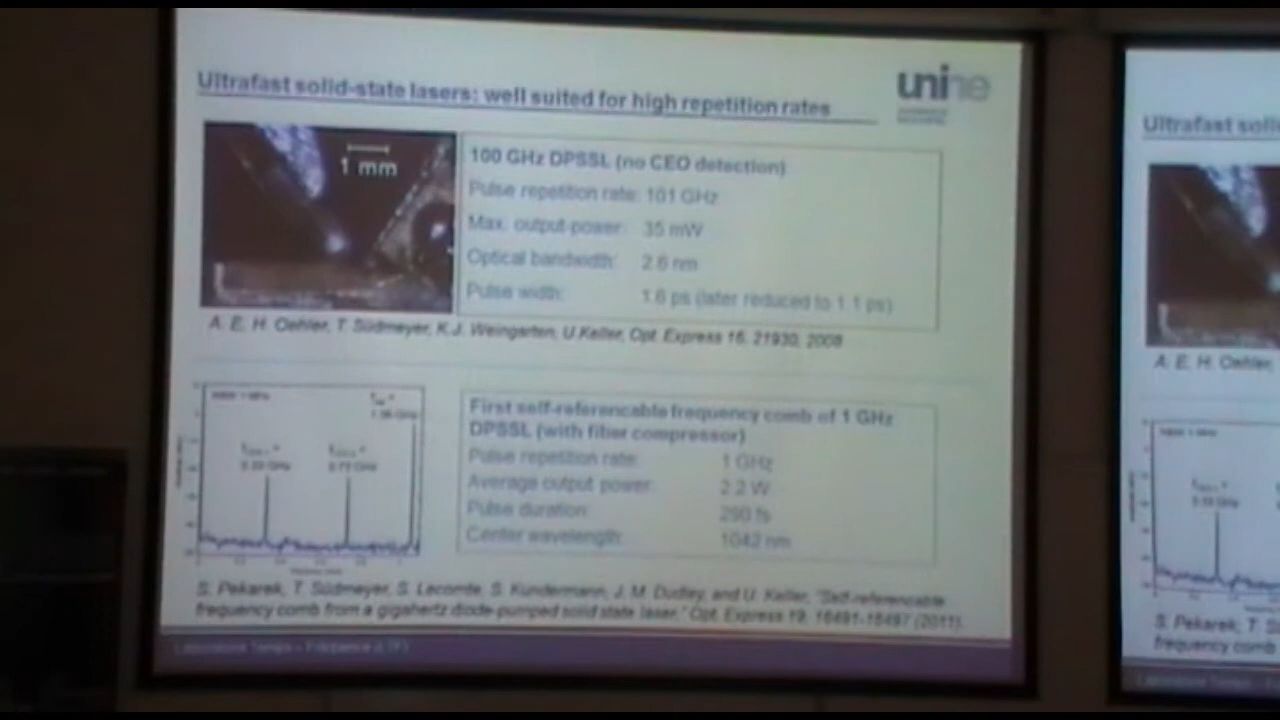 Ultrafast solid-state lasers: well suited for high repetition rates
unine
1 mm
100 GHz DPSSL (no CEO detection)
Pulse repetition rate: 101 GHz
Max. output-power: 35 mW
Optical bandwidth: 2.6 nm
Pulse width: 1.6 ps (later reduced to 1.1 ps)
A. E. H. Oehler, T. Südmeyer, K.J. Weingarten, U.Keller, Opt. Express 16, 21930, 2008
First self-referencable frequency comb of 1 GHz
DPSSL (with fiber compressor)
Pulse repetition rate: 1 GHz
Average output power: 2.2 W
Pulse duration: 290 fs
Center wavelength: 1042 nm
S. Pekarek, T. Südmeyer, S. Lecomte, S. Kundermann, J. M. Dudley, and U. Keller, "Self-referencable
frequency comb from a gigahertz diode-pumped solid state laser," Opt. Express 19, 16491-16497 (2011).
Laboratoire Temps – Fréquence (LTF)
Ultrafast soli
A. E. H. Oehler,
S. Pekarek, T. S
frequency comb